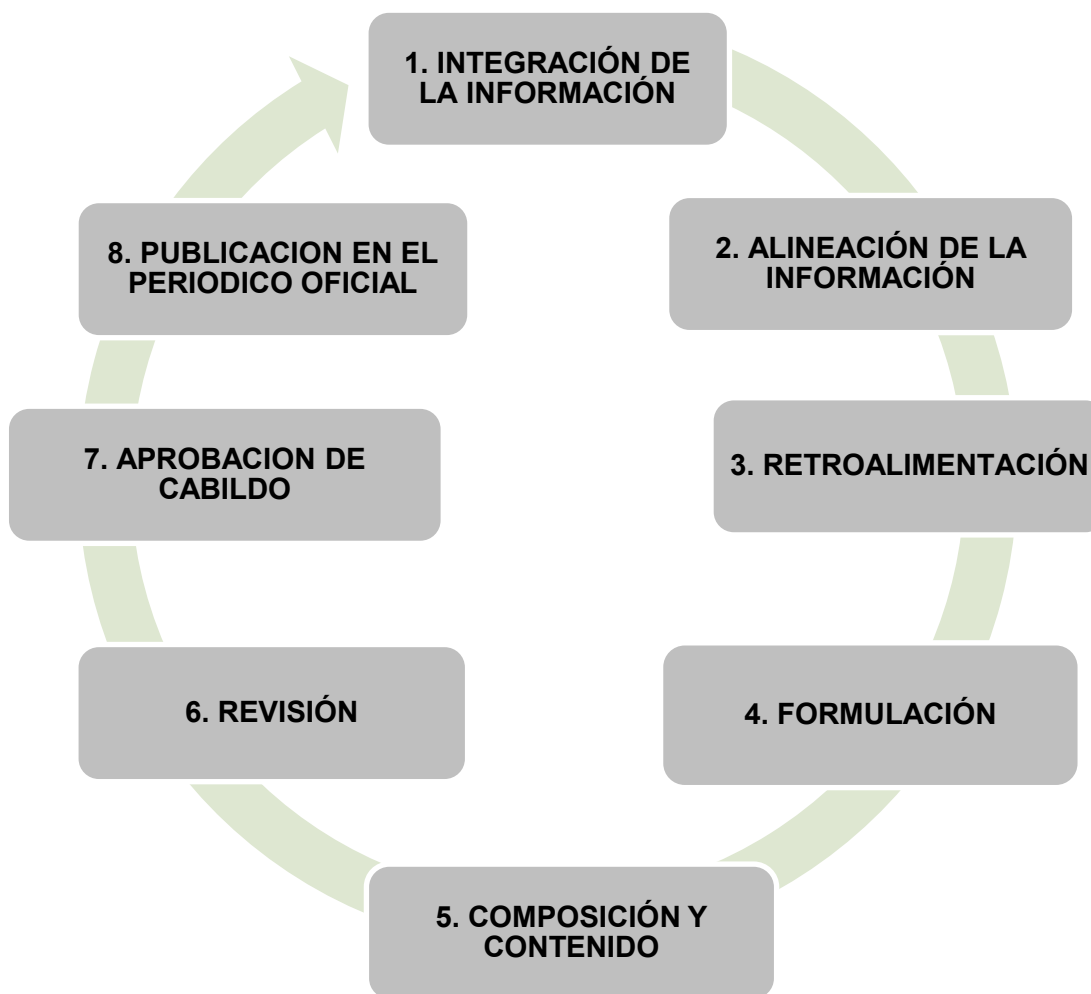 1. INTEGRACIÓN DE
LA INFORMACIÓN
2. ALINEACIÓN DE LA
INFORMACIÓN
3. RETROALIMENTACIÓN
4. FORMULACIÓN
5. COMPOSICIÓN Y
CONTENIDO
6. REVISIÓN
7. APROBACION DE
CABILDO
8. PUBLICACION EN EL
PERIODICO OFICIAL